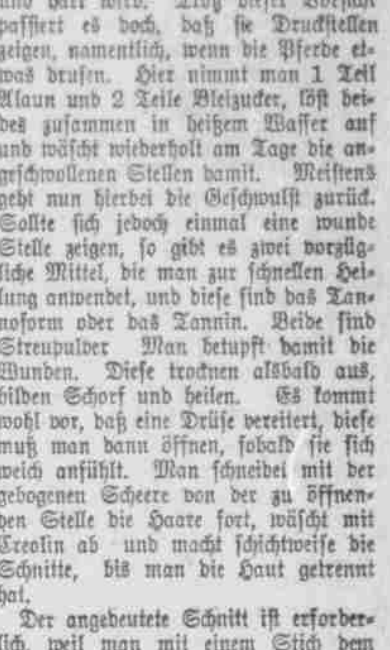 und hart wird. Trotz dieser Vorsicht
passiert es doch, daß sie Druckstellen
zeigen, namentlich, wenn die Pferde et-
was drusen. Hier nimmt man 1 Teil
Alaun und 2 Teile Bleizucker, löst bei-
des zusammen in heißem Wasser auf
und wäscht wiederholt am Tage die an-
geschwollenen Stellen damit. Meistens
geht nun hierbei die Geschwulst zurück.
Sollte sich jedoch einmal eine wunde
Stelle zeigen, so gibt es zwei vorzüg-
liche Mittel, die man zur schnellen Hei-
lung anwendet, und diese sind das Tan-
noform oder das Tannin. Beide sind
Streupulver Man betupft damit die
Wunden. Diese trocknen alsbald aus,
bilden Schorf und heilen. Es kommt
wohl vor, daß eine Drüse vereitert, diese
muß man dann öffnen, sobald sie sich
weich anfühlt. Man schneidet mit der
gebogenen Scheere von der zu öffnen-
den Stelle die Haare fort, wäscht mit
Creolin ab und macht schichtweise die
Schnitte, bis man die Haut getrennt
hat.
Der angedeutete Schnitt ist erforder-
lich, weil man mit einem Stich dem